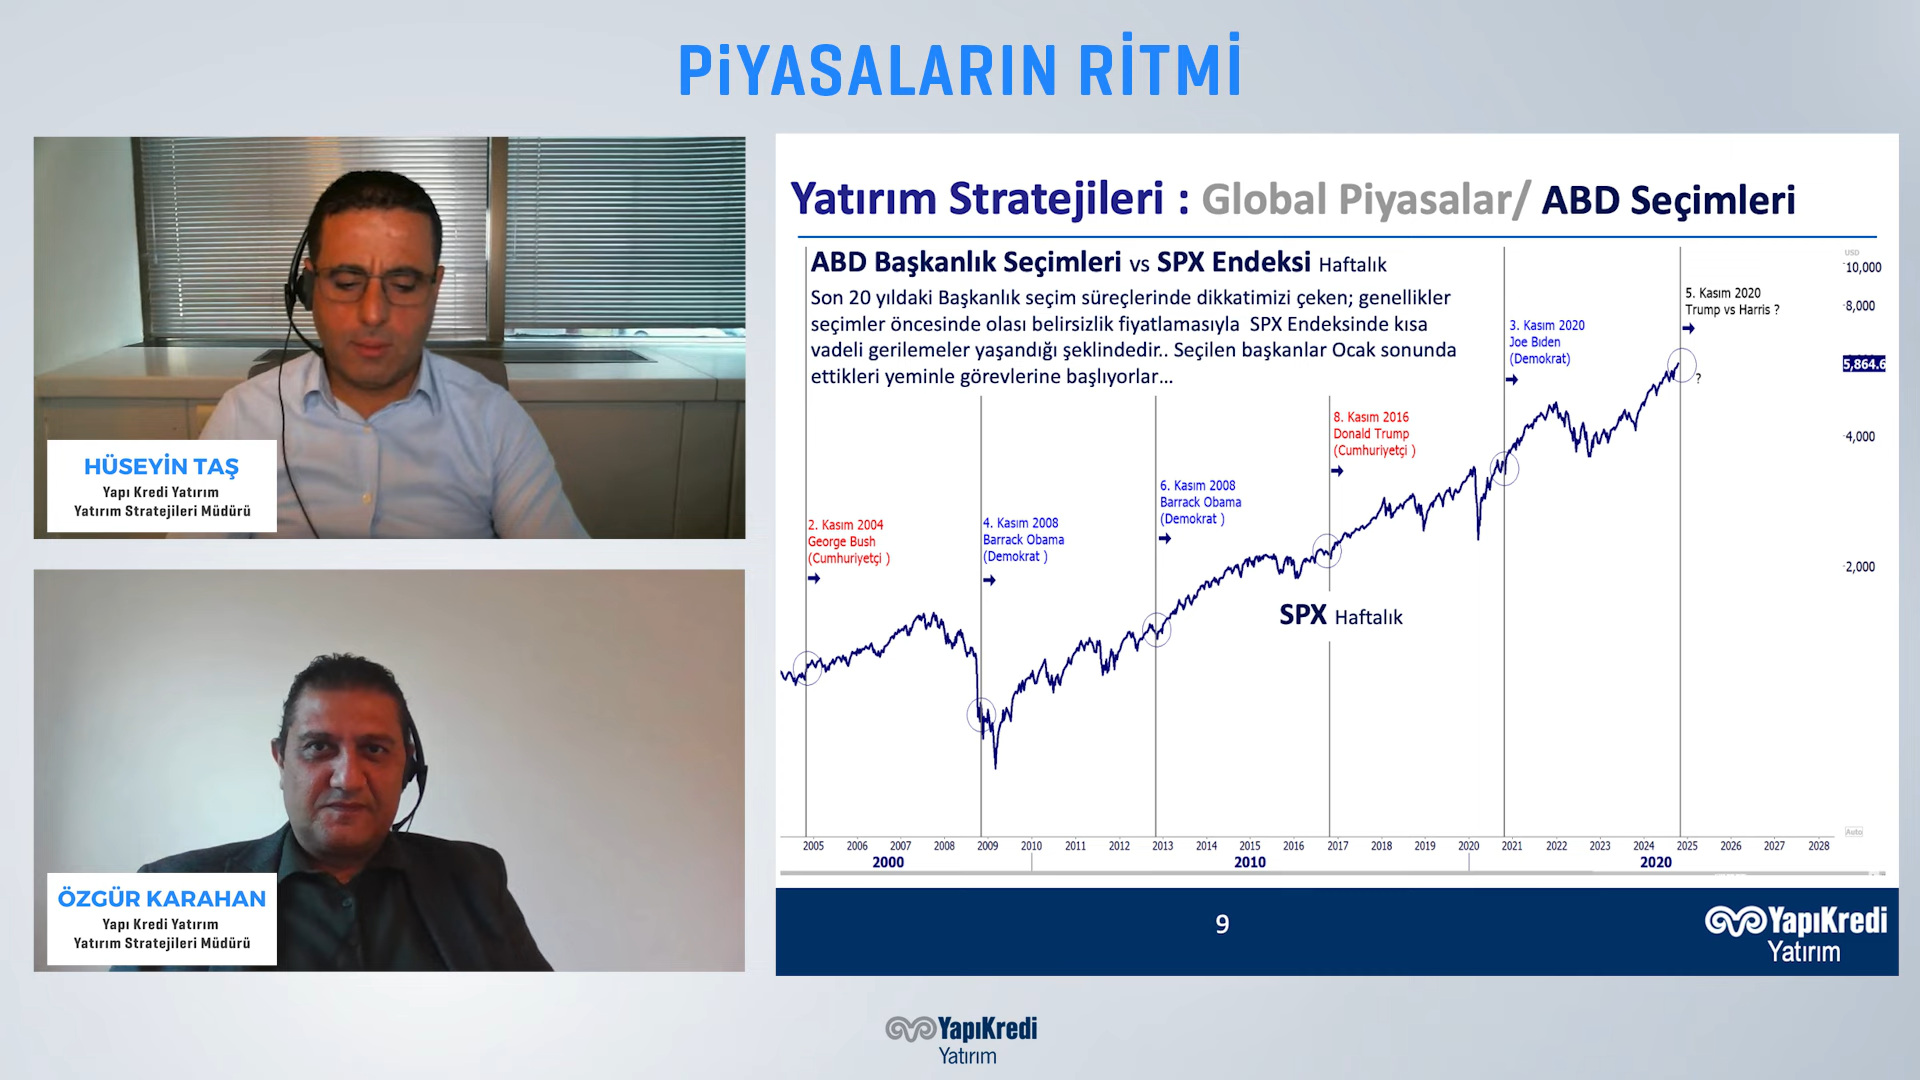 PiYASALARIN RİTMİ
HÜSEYİN TAŞ
Yapı Kredi Yatırım
Yatırım Stratejileri Müdürü
ÖZGÜR KARAHAN
Yapı Kredi Yatırım
Yatırım Stratejileri Müdürü
Yatırım Stratejileri : Global Piyasalar/ ABD Seçimleri
ABD Başkanlık Seçimleri vs SPX Endeksi Haftalık
Son 20 yıldaki Başkanlık seçim süreçlerinde dikkatimizi çeken; genellikler
seçimler öncesinde olası belirsizlik fiyatlamasıyla SPX Endeksinde kısa
vadeli gerilemeler yaşandığı şeklindedir.. Seçilen başkanlar Ocak sonunda
ettikleri yeminle görevlerine başlıyorlar...
2. Kasım 2004
George Bush
(Cumhuriyetçi )
4. Kasım 2008
Barrack Obama
(Demokrat )
6. Kasım 2008
Barrack Obama
(Demokrat )
8. Kasım 2016
Donald Trump
(Cumhuriyetçi )
3. Kasım 2020
Joe Bıden
(Demokrat)
5. Kasım 2020
Trump vs Harris ?
?
SPX Haftalık
USD
10,000
8,000
5,864.6
4,000
2,000
Auto
2005 2006 2007 2008 2009 2010 2011 2012 2013 2014 2015 2016 2017 2018 2019 2020 2021 2022 2023 2024 2025 2026 2027 2028
2000 2010 2020
9
YapıKredi
Yatırım
YapıKredi
Yatırım